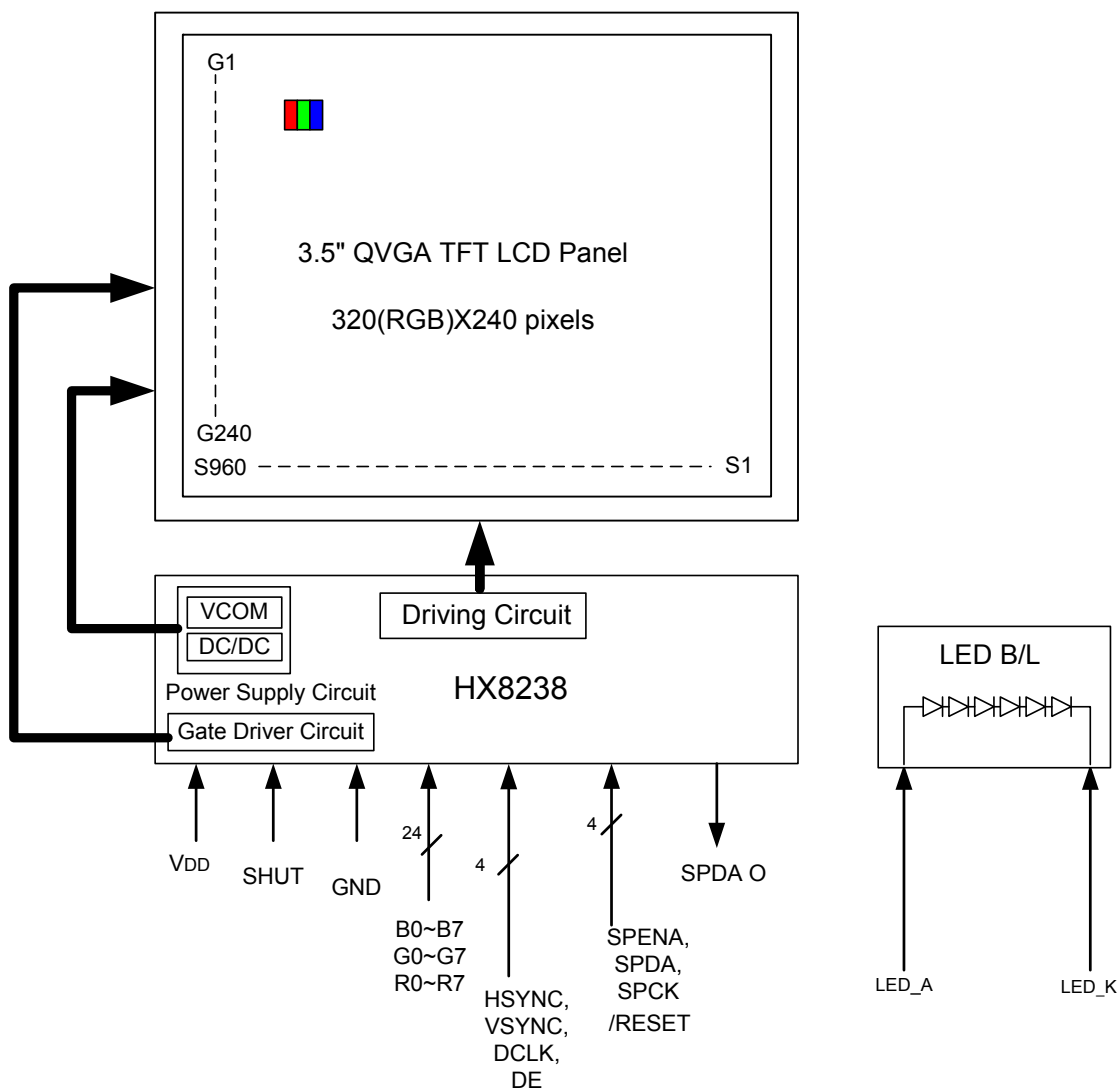 G1
3.5" QVGA TFT LCD Panel
320(RGB)X240 pixels
G240
S960
S1
VCOM
DC/DC
Power Supply Circuit
Gate Driver Circuit
Driving Circuit
HX8238
LED B/L
VDD
SHUT
GND
24
B0~B7
G0~G7
R0~R7
4
HSYNC,
VSYNC,
DCLK,
DE
4
SPENA,
SPDA,
SPCK
/RESET
SPDA O
LED_A
LED_K